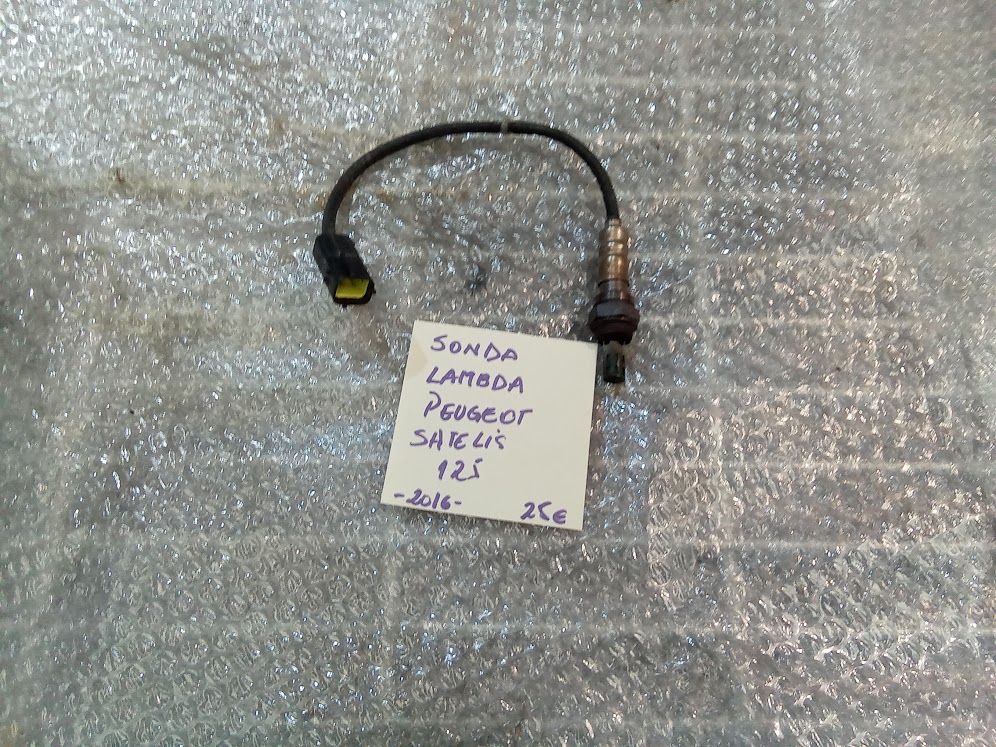 SONDA
LAMBDA
PEUGEOT
SATELIS
125
-2016- 25€